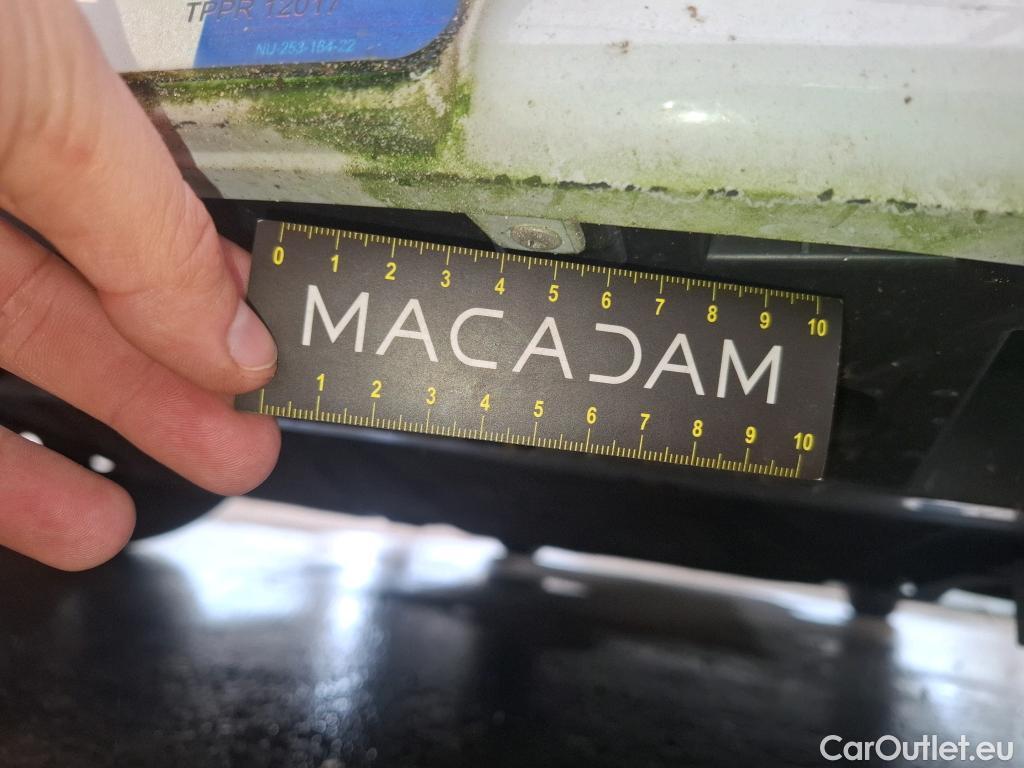 TPPR 12017
NU-253-164-22
0 1 2 3 4 5 6 7 8 9 10
MACADAM
1 2 3 4 5 6 7 8 9 10
CarOutlet.eu